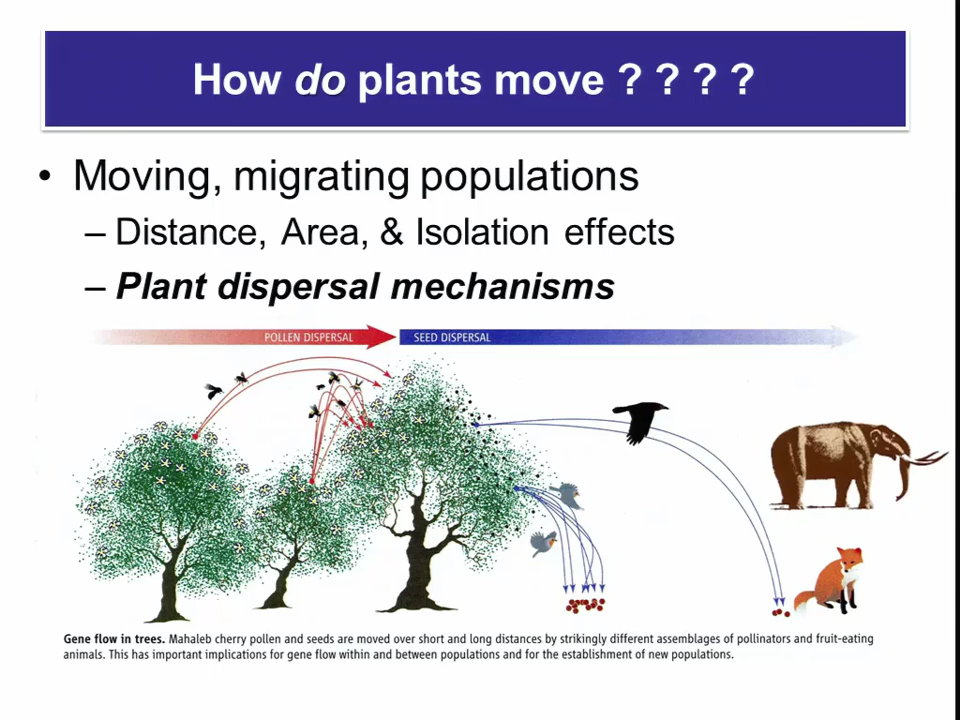 How do plants move ? ? ? ?
• Moving, migrating populations
– Distance, Area, & Isolation effects
– Plant dispersal mechanisms
POLLEN DISPERSAL SEED DISPERSAL
Gene flow in trees. Mahaleb cherry pollen and seeds are moved over short and long distances by strikingly different assemblages of pollinators and fruit-eating
animals. This has important implications for gene flow within and between populations and for the establishment of new populations.